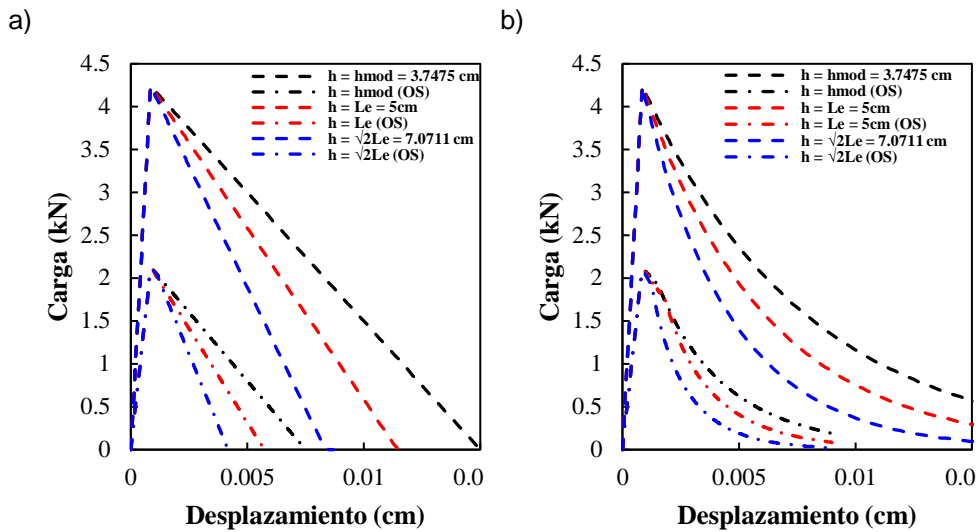 a)
b)
4.5
4
3.5
3
2.5
2
1.5
1
0.5
0
Carga (kN)
h = hmod = 3.7475 cm
h = hmod (OS)
h = Le = 5cm
h = Le (OS)
h = √2Le = 7.0711 cm
h = √2Le (OS)
0
0.005
0.01
0.0
Desplazamiento (cm)
4.5
4
3.5
3
2.5
2
1.5
1
0.5
0
Carga (kN)
h = hmod = 3.7475 cm
h = hmod (OS)
h = Le = 5cm
h = Le = 5cm (OS)
h = √2Le = 7.0711 cm
h = √2Le (OS)
0
0.005
0.01
0.0
Desplazamiento (cm)